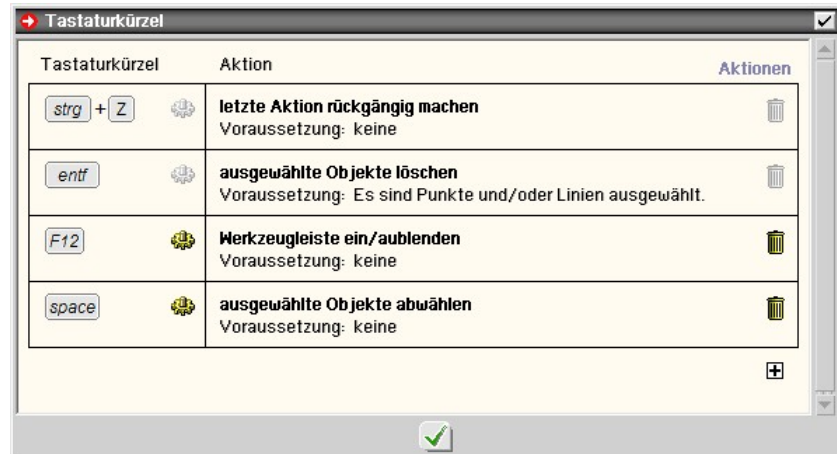 Tastaturkürzel
Tastaturkürzel Aktion Aktionen
strg + Z letzte Aktion rückgängig machen
Voraussetzung: keine
entf ausgewählte Objekte löschen
Voraussetzung: Es sind Punkte und/oder Linien ausgewählt.
F12 Werkzeugleiste ein/aublenden
Voraussetzung: keine
space ausgewählte Objekte abwählen
Voraussetzung: keine